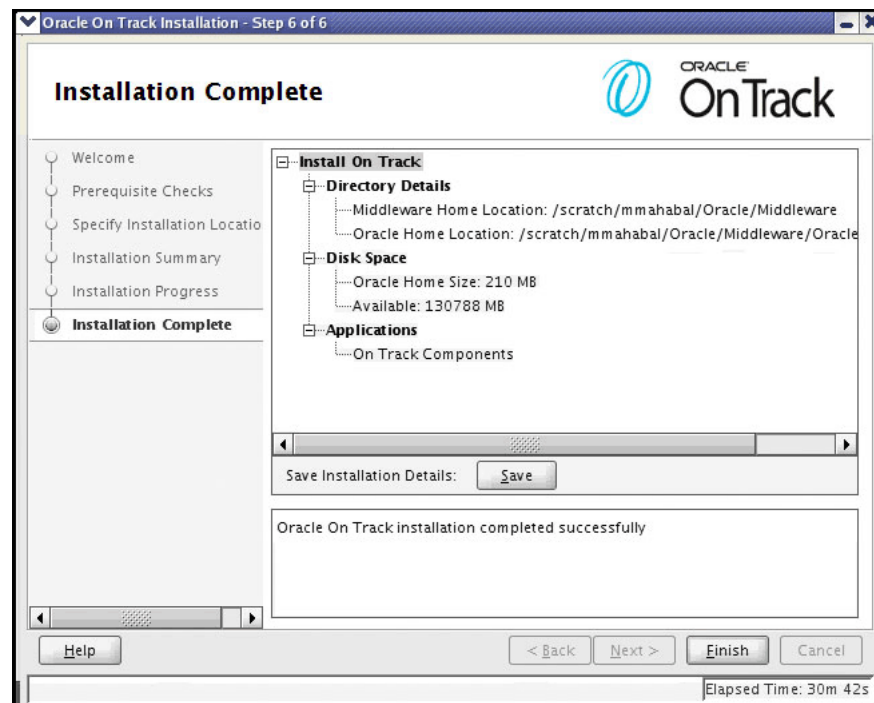 Oracle On Track Installation - Step 6 of 6
Installation Complete
ORACLE
OnTrack
Welcome
Prerequisite Checks
Specify Installation Locatio
Installation Summary
Installation Progress
Installation Complete
Install On Track
Directory Details
Middleware Home Location: /scratch/mmahabal/Oracle/Middleware
Oracle Home Location: /scratch/mmahabal/Oracle/Middleware/Oracle
Disk Space
Oracle Home Size: 210 MB
Available: 130788 MB
Applications
On Track Components
Save Installation Details: Save
Oracle On Track installation completed successfully
Help < Back Next > Finish Cancel
Elapsed Time: 30m 42s